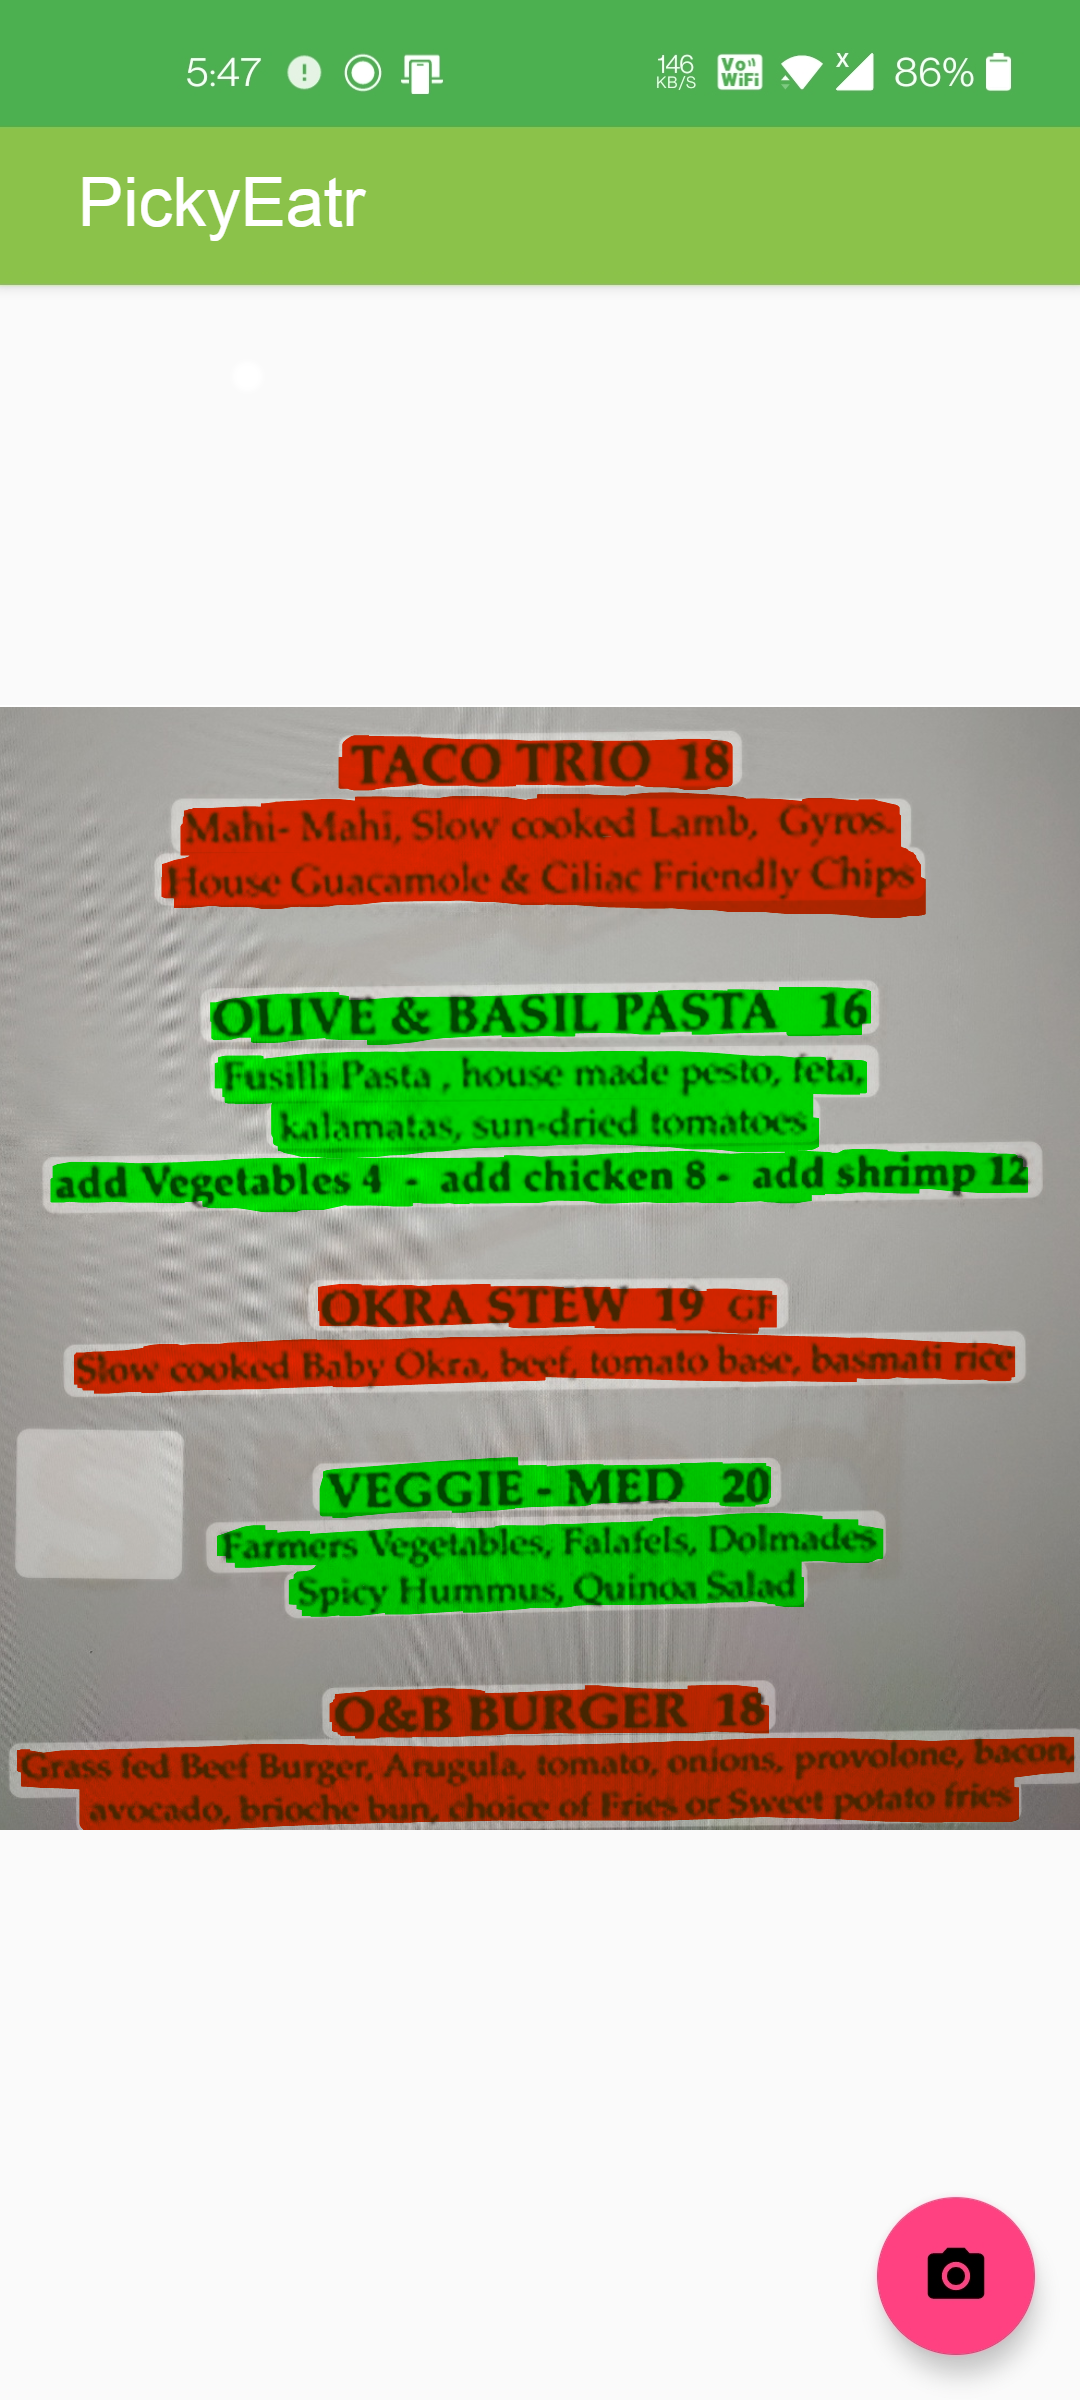 5:47
146 KB/S
Vo WiFi
X
86%
PickyEatr
TACO TRIO 18
Mahi- Mahi, Slow cooked Lamb, Gyros.
House Guacamole & Ciliac Friendly Chips
OLIVE & BASIL PASTA 16
Fusilli Pasta , house made pesto, feta,
kalamatas, sun-dried tomatoes
add Vegetables 4 - add chicken 8 - add shrimp 12
OKRA STEW 19 GF
Slow cooked Baby Okra, beef, tomato base, basmati rice
VEGGIE - MED 20
Farmers Vegetables, Falafels, Dolmades
Spicy Hummus, Quinoa Salad
O&B BURGER 18
Grass fed Beef Burger, Arugula, tomato, onions, provolone, bacon,
avocado, brioche bun, choice of Fries or Sweet potato fries